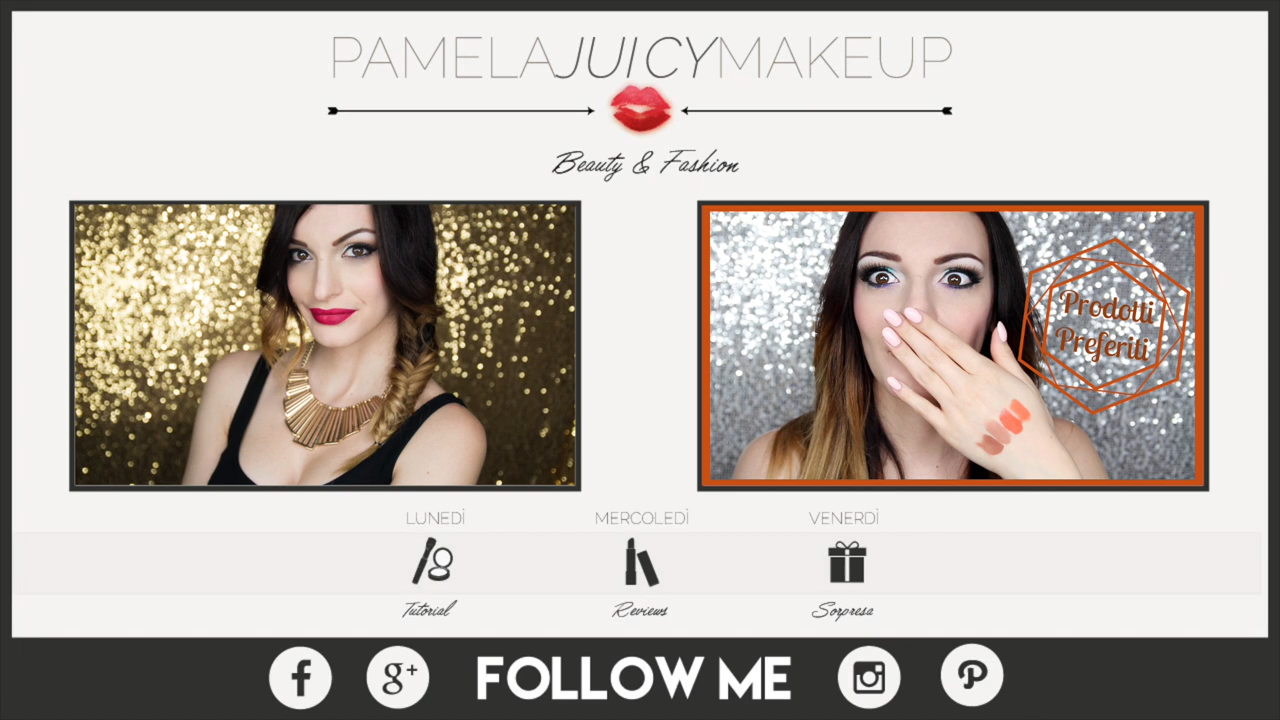 PAMELAJUICYMAKEUP
Beauty & Fashion
Prodotti
Preferiti
LUNEDÌ MERCOLEDÌ VENERDÌ
Tutorial Reviews Sorpresa
f g+ FOLLOW ME